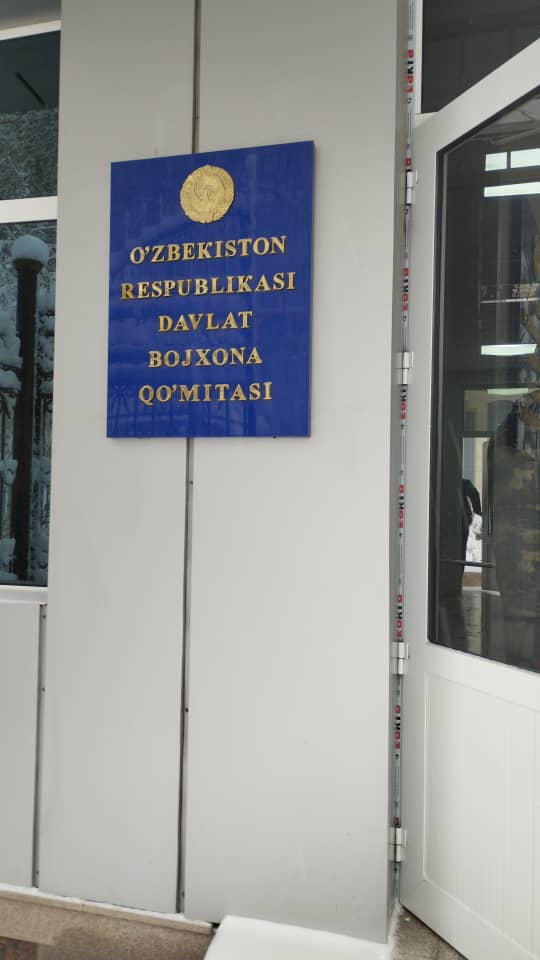 O'ZBEKISTON
RESPUBLIKASI
DAVLAT
BOJXONA
QO'MITASI